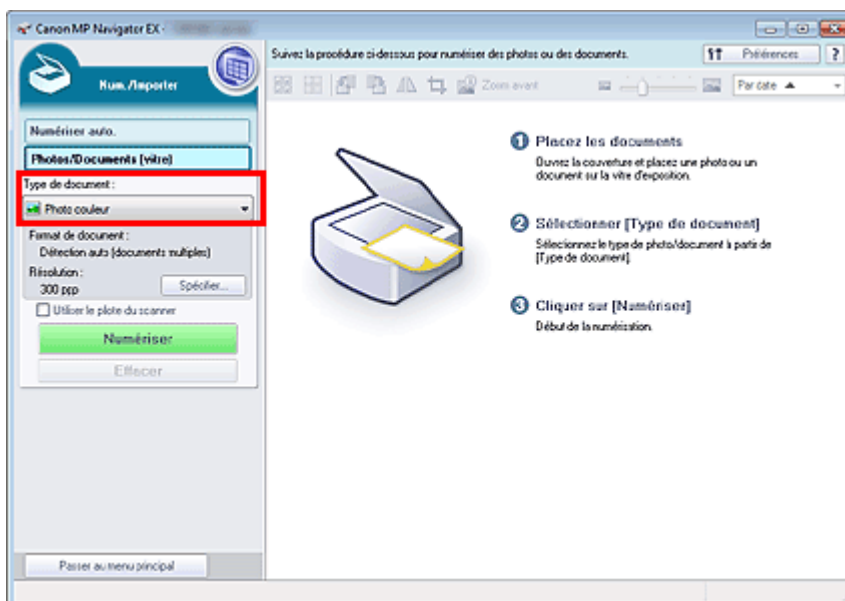 Canon MP Navigator EX -
Suivez la procédure ci-dessous pour numériser des photos ou des documents.
Préférences
?
Num./Importer
Zoom avant
Par date
Numériser auto.
Photos/Documents (vitre)
Type de document :
Photo couleur
Format de document :
Détection auto (documents multiples)
Résolution :
300 ppp
Spécifier...
Utiliser le pilote du scanner
Numériser
Effacer
Passer au menu principal
1 Placez les documents
Ouvrez la couverture et placez une photo ou un
document sur la vitre d'exposition.
2 Sélectionner [Type de document]
Sélectionnez le type de photo/document à partir de
[Type de document].
3 Cliquer sur [Numériser]
Début de la numérisation.